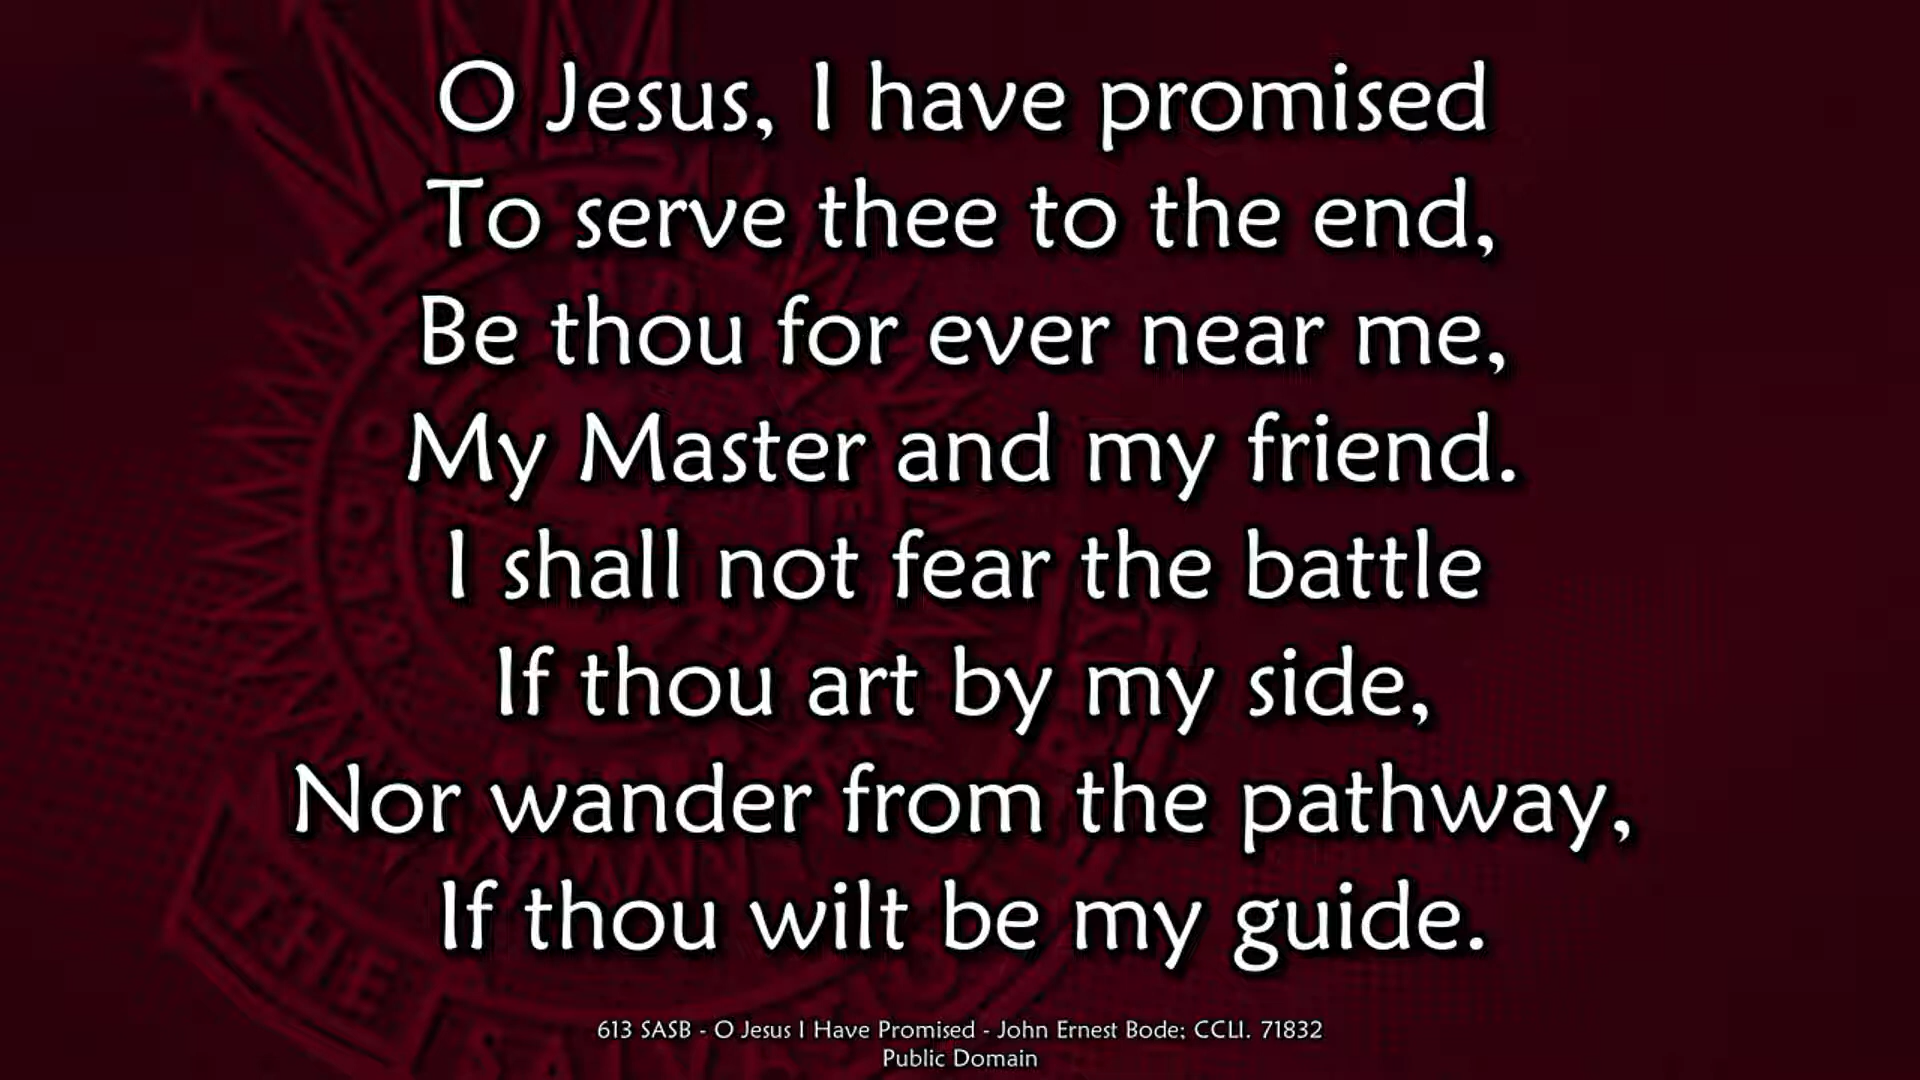 O Jesus, I have promised
To serve thee to the end,
Be thou for ever near me,
My Master and my friend.
I shall not fear the battle
If thou art by my side,
Nor wander from the pathway,
If thou wilt be my guide.
613 SASB - O Jesus I Have Promised - John Ernest Bode; CCLI. 71832
Public Domain
THE